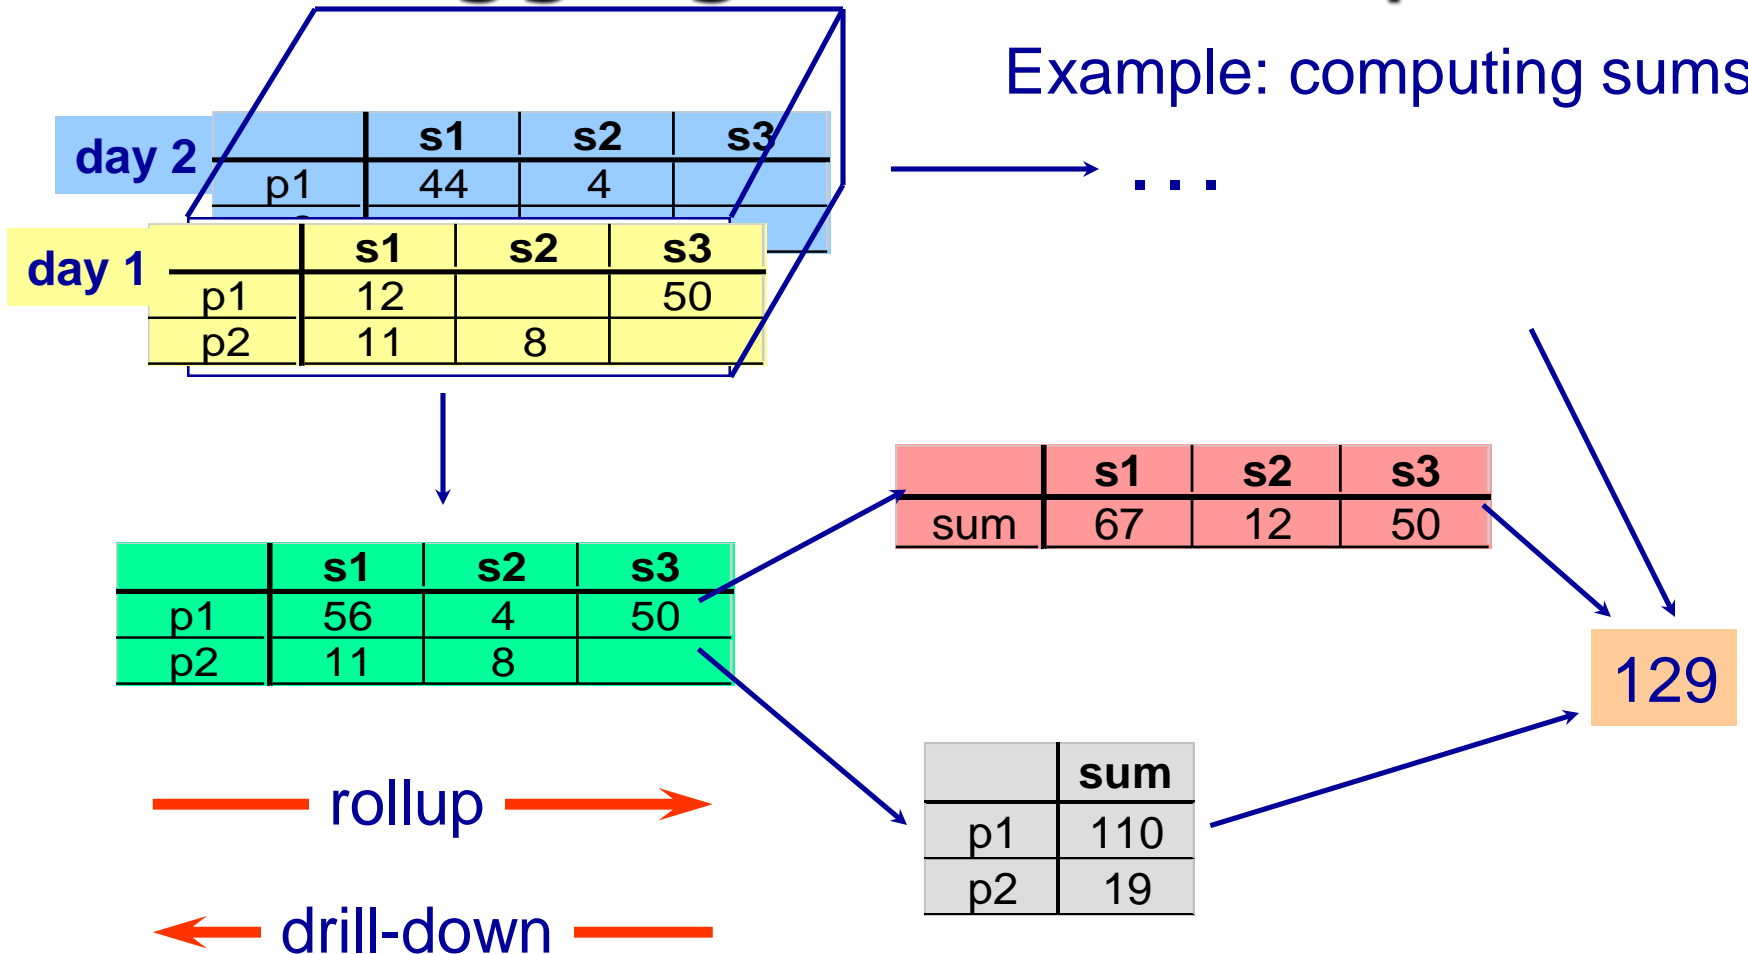 Example: computing sums
day 2
s1 s2 s3
p1 44 4
...
day 1
s1 s2 s3
p1 12 50
p2 11 8
s1 s2 s3
sum 67 12 50
s1 s2 s3
p1 56 4 50
p2 11 8
129
sum
p1 110
p2 19
rollup
drill-down